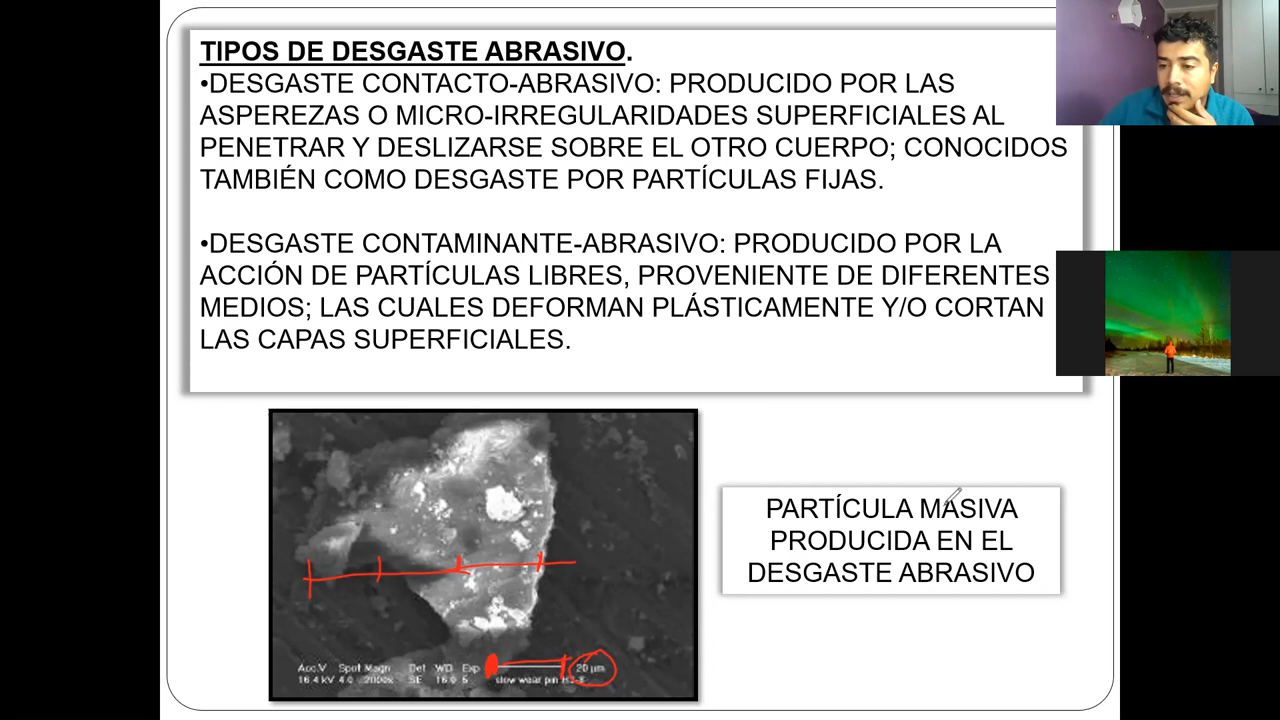 TIPOS DE DESGASTE ABRASIVO.
•DESGASTE CONTACTO-ABRASIVO: PRODUCIDO POR LAS
ASPEREZAS O MICRO-IRREGULARIDADES SUPERFICIALES AL
PENETRAR Y DESLIZARSE SOBRE EL OTRO CUERPO; CONOCIDOS
TAMBIÉN COMO DESGASTE POR PARTÍCULAS FIJAS.
•DESGASTE CONTAMINANTE-ABRASIVO: PRODUCIDO POR LA
ACCIÓN DE PARTÍCULAS LIBRES, PROVENIENTE DE DIFERENTES
MEDIOS; LAS CUALES DEFORMAN PLÁSTICAMENTE Y/O CORTAN
LAS CAPAS SUPERFICIALES.
PARTÍCULA MASIVA
PRODUCIDA EN EL
DESGASTE ABRASIVO
Acc.V Spot Magn Det WD Exp 20 µm
16.4 kV 4.0 2000x SE 16.0 5 slow wear pin